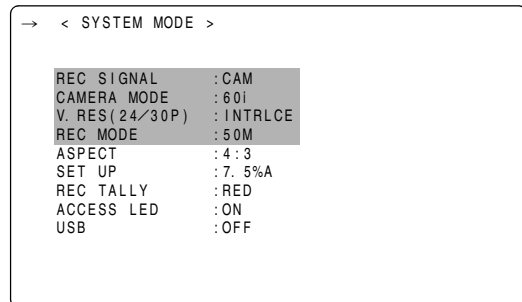 → < SYSTEM MODE >
REC SIGNAL :CAM
CAMERA MODE :60i
V. RES(24/30P) :INTRLCE
REC MODE :50M
ASPECT :4:3
SET UP :7. 5%A
REC TALLY :RED
ACCESS LED :ON
USB :OFF